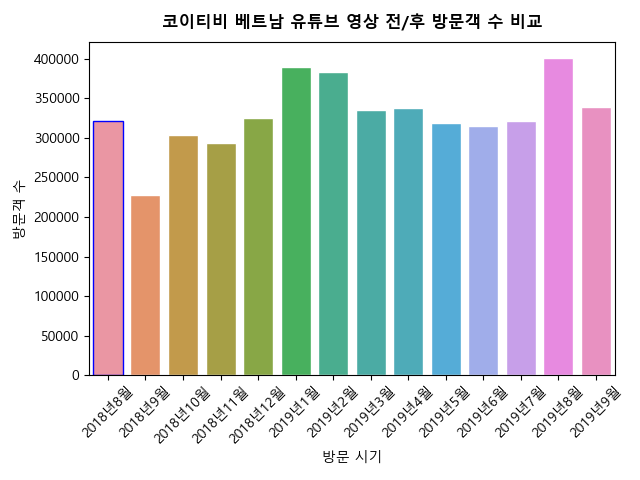 코이티비 베트남 유튜브 영상 전/후 방문객 수 비교
400000
350000
300000
250000
200000
150000
100000
50000
0
방문객 수
2018년8월
2018년9월
2018년10월
2018년11월
2018년12월
2019년1월
2019년2월
2019년3월
2019년4월
2019년5월
2019년6월
2019년7월
2019년8월
2019년9월
방문 시기